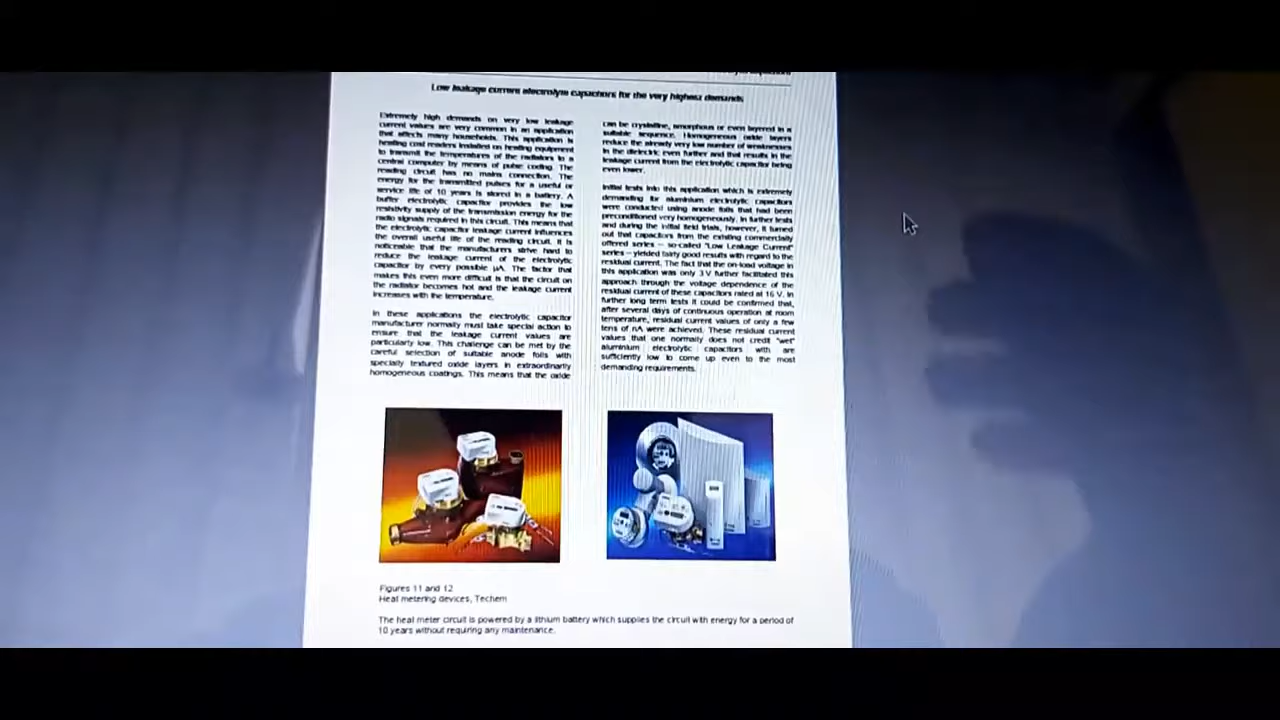 Low leakage current electrolyte capacitors for the very highest demands
Extremely high demands on very low leakage
current values are very common in an application
that affects many households. This application is
heating cost readers installed on heating equipment
to transmit the temperatures of the radiators to a
central computer by means of pulse coding. The
reading circuit has no mains connection. The
energy for the transmitted pulses for a useful or
service life of 10 years is stored in a battery. A
buffer electrolytic capacitor provides the low
resistivity supply of the transmission energy for the
radio signals required in this circuit. This means that
the electrolytic capacitor leakage current influences
the overall useful life of the reading circuit. It is
noticeable that the manufacturers strive hard to
reduce the leakage current of the electrolytic
capacitor by every possible µA. The factor that
makes this even more difficult is that the circuit on
the radiator becomes hot and the leakage current
increases with the temperature.
In these applications the electrolytic capacitor
manufacturer normally must take special action to
ensure that the leakage current values are
particularly low. This challenge can be met by the
careful selection of suitable anode foils with
specially textured oxide layers in extraordinarily
homogeneous coatings. This means that the oxide
can be crystalline, amorphous or even layered in a
suitable sequence. Homogeneous oxide layers
reduce the already very low number of weaknesses
in the dielectric even further and that results in the
leakage current from the electrolytic capacitor being
even lower.
Initial tests into this application which is extremely
demanding for aluminium electrolytic capacitors
were conducted using anode foils that had been
preconditioned very homogeneously. In further tests
and during the initial field trials, however, it turned
out that capacitors from the existing commercially
offered series – so-called "Low Leakage Current"
series – yielded fairly good results with regard to the
residual current. The fact that the on-load voltage in
this application was only 3 V further facilitated this
approach through the voltage dependence of the
residual current of these capacitors rated at 16 V. In
further long term tests it could be confirmed that,
after several days of continuous operation at room
temperature, residual current values of only a few
tens of nA were achieved. These residual current
values that one normally does not credit "wet"
aluminium electrolytic capacitors with are
sufficiently low to come up even to the most
demanding requirements.
Figures 11 and 12
Heat metering devices, Techem
The heat meter circuit is powered by a lithium battery which supplies the circuit with energy for a period of
10 years without requiring any maintenance.